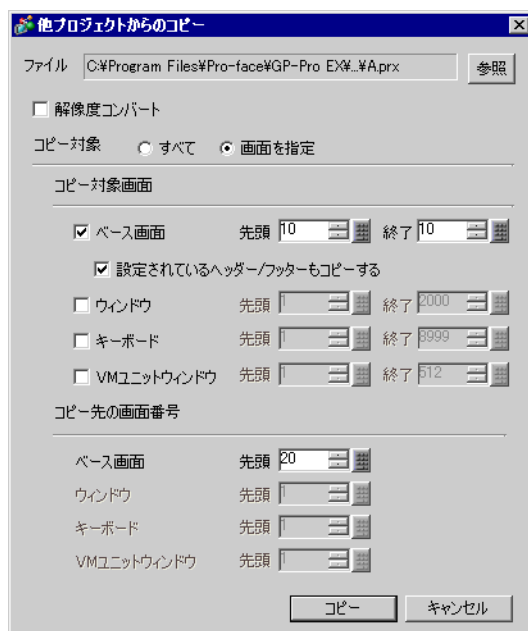 他プロジェクトからのコピー
ファイル C:¥Program Files¥Pro-face¥GP-Pro EX¥...¥A.prx 参照
解像度コンバート
コピー対象 すべて 画面を指定
コピー対象画面
ベース画面 先頭 10 終了 10
設定されているヘッダー/フッターもコピーする
ウィンドウ 先頭 1 終了 2000
キーボード 先頭 1 終了 8999
VMユニットウィンドウ 先頭 1 終了 512
コピー先の画面番号
ベース画面 先頭 20
ウィンドウ 先頭 1
キーボード 先頭 1
VMユニットウィンドウ 先頭 1
コピー キャンセル